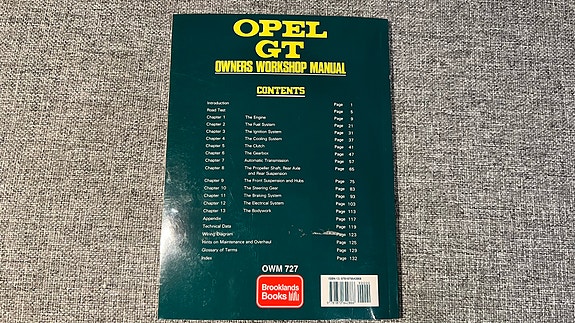 OPEL
GT
OWNERS WORKSHOP MANUAL
CONTENTS
Introduction Page 1
Road Test Page 5
Chapter 1 The Engine Page 9
Chapter 2 The Fuel System Page 21
Chapter 3 The Ignition System Page 31
Chapter 4 The Cooling System Page 37
Chapter 5 The Clutch Page 41
Chapter 6 The Gearbox Page 47
Chapter 7 Automatic Transmission Page 57
Chapter 8 The Propeller Shaft, Rear Axle Page 65
and Rear Suspension
Chapter 9 The Front Suspension and Hubs Page 75
Chapter 10 The Steering Gear Page 83
Chapter 11 The Braking System Page 93
Chapter 12 The Electrical System Page 103
Chapter 13 The Bodywork Page 113
Appendix Page 117
Technical Data Page 119
Wiring Diagram Page 123
Hints on Maintenance and Overhaul Page 125
Glossary of Terms Page 129
Index Page 132
OWM 727
Brooklands
Books